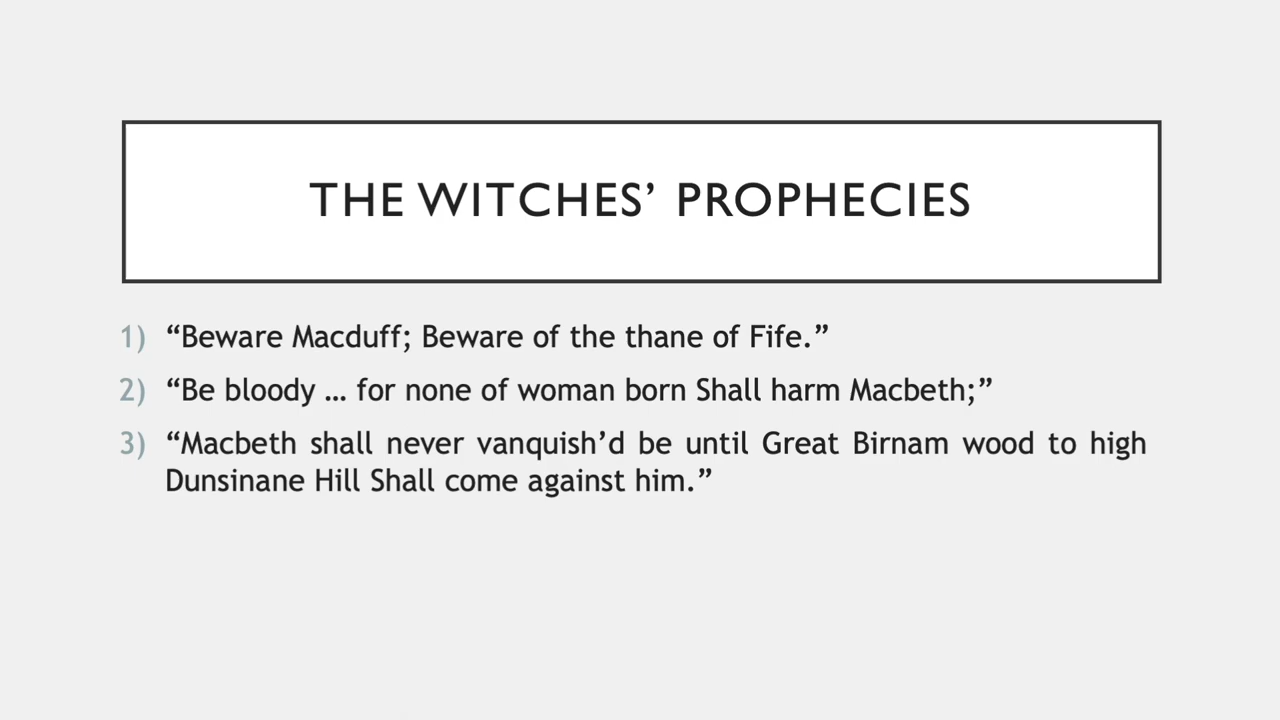 THE WITCHES’ PROPHECIES
1) “Beware Macduff; Beware of the thane of Fife.”
2) “Be bloody … for none of woman born Shall harm Macbeth;”
3) “Macbeth shall never vanquish’d be until Great Birnam wood to high
Dunsinane Hill Shall come against him.”